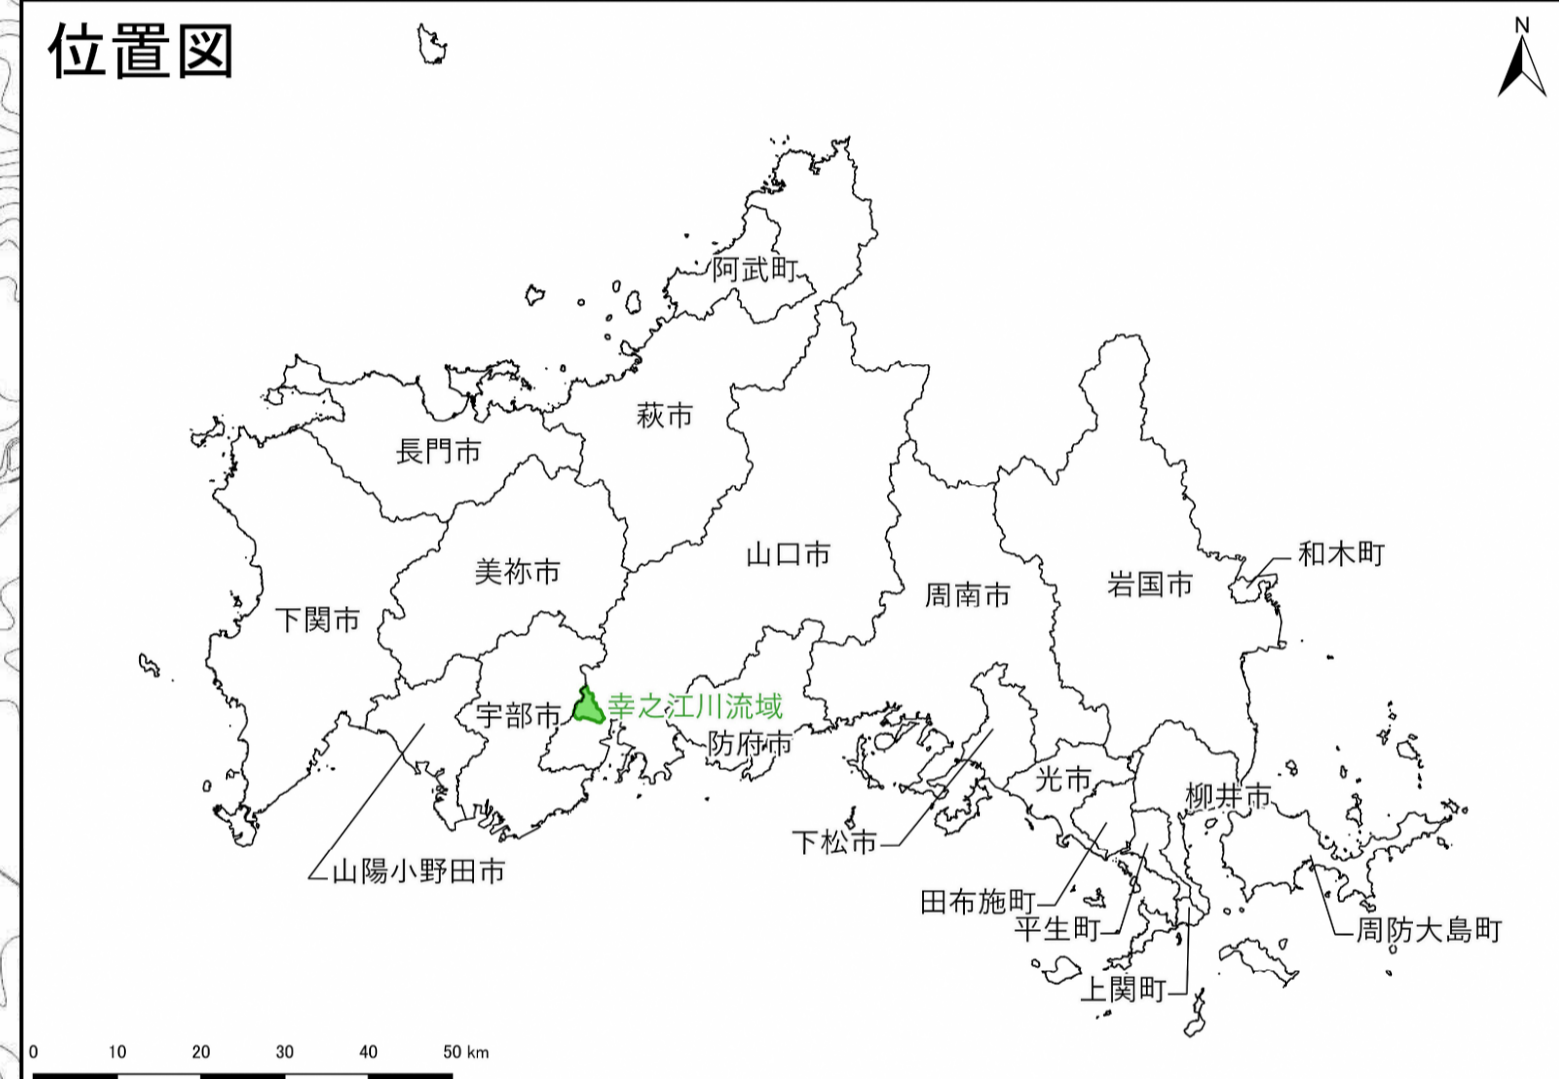 位置図
N
阿武町
萩市
長門市
山口市
和木町
美祢市
岩国市
周南市
下関市
幸之江川流域
宇部市
防府市
光市
柳井市
下松市
山陽小野田市
田布施町
平生町
周防大島町
上関町
0 10 20 30 40 50 km